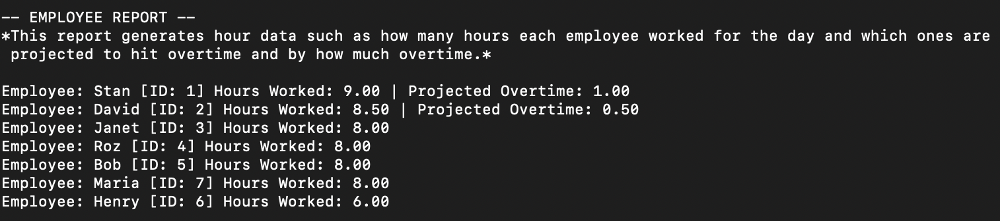 -- EMPLOYEE REPORT --
*This report generates hour data such as how many hours each employee worked for the day and which ones are
projected to hit overtime and by how much overtime.*
Employee: Stan [ID: 1] Hours Worked: 9.00 | Projected Overtime: 1.00
Employee: David [ID: 2] Hours Worked: 8.50 | Projected Overtime: 0.50
Employee: Janet [ID: 3] Hours Worked: 8.00
Employee: Roz [ID: 4] Hours Worked: 8.00
Employee: Bob [ID: 5] Hours Worked: 8.00
Employee: Maria [ID: 7] Hours Worked: 8.00
Employee: Henry [ID: 6] Hours Worked: 6.00